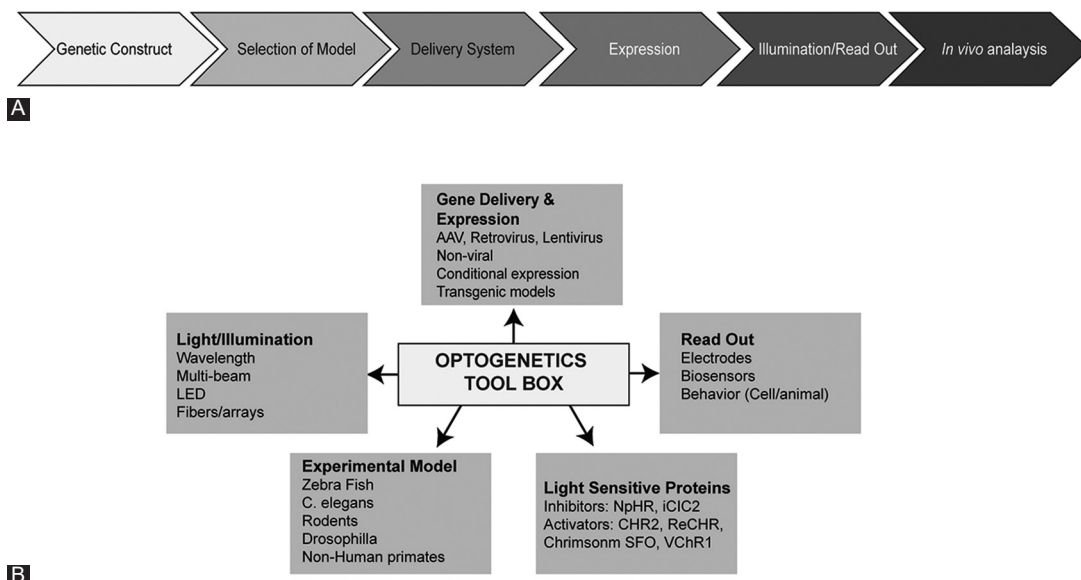 Genetic Construct
Selection of Model
Delivery System
Expression
Illumination/Read Out
In vivo analaysis
A
Gene Delivery &
Expression
AAV, Retrovirus, Lentivirus
Non-viral
Conditional expression
Transgenic models
Light/Illumination
Wavelength
Multi-beam
LED
Fibers/arrays
OPTOGENETICS
TOOL BOX
Read Out
Electrodes
Biosensors
Behavior (Cell/animal)
Experimental Model
Zebra Fish
C. elegans
Rodents
Drosophilla
Non-Human primates
Light Sensitive Proteins
Inhibitors: NpHR, iCIC2
Activators: CHR2, ReCHR,
Chrimsonm SFO, VChR1
B